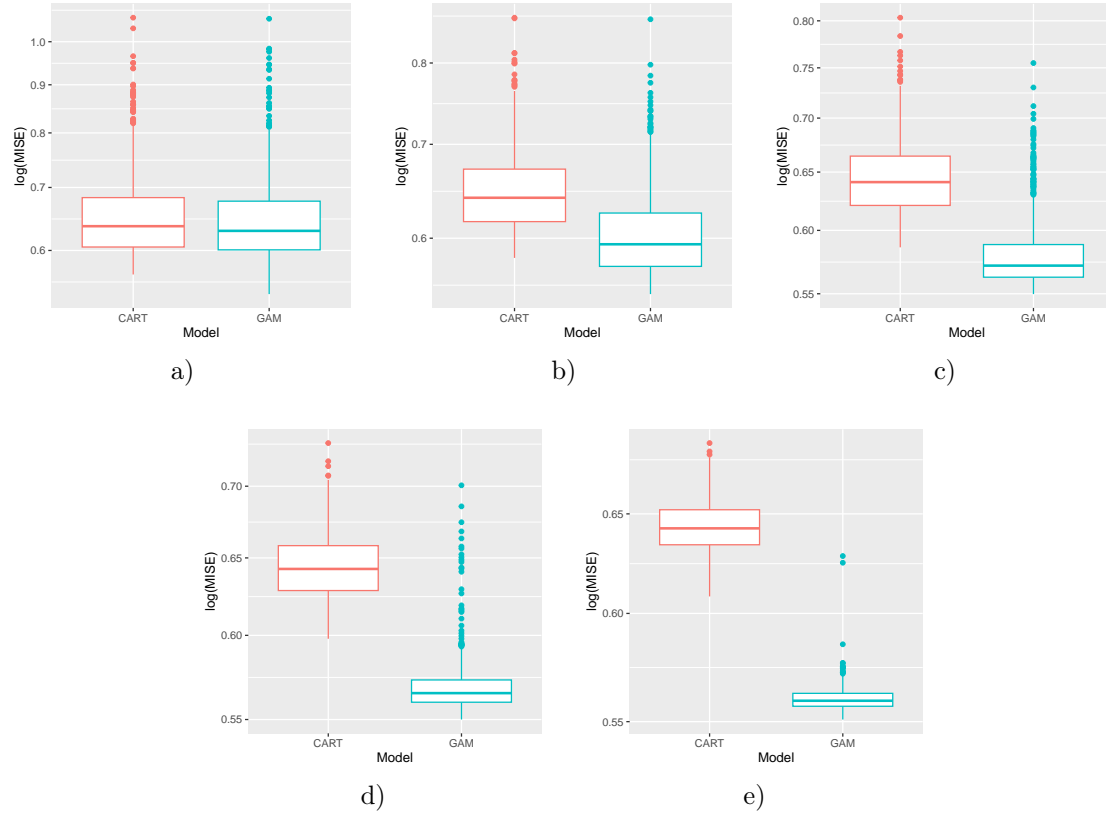 1.0
0.9
0.8
0.7
0.6
log(MISE)
CART GAM
Model
a)
0.8
0.7
0.6
log(MISE)
CART GAM
Model
b)
0.80
0.75
0.70
0.65
0.60
0.55
log(MISE)
CART GAM
Model
c)
0.70
0.65
0.60
0.55
log(MISE)
CART GAM
Model
d)
0.65
0.60
0.55
log(MISE)
CART GAM
Model
e)